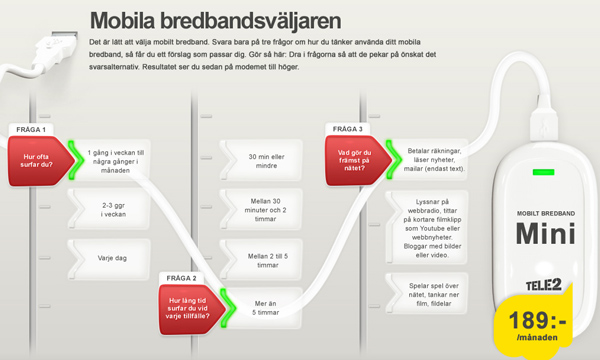 Mobila bredbandsväljaren
Det är lätt att välja mobilt bredband. Svara bara på tre frågor om hur du tänker använda ditt mobila
bredband, så får du ett förslag som passar dig. Gör så här: Dra i frågorna så att de pekar på önskat det
svarsalternativ. Resultatet ser du sedan på modemet till höger.
FRÅGA 1
Hur ofta
surfar du?
1 gång i veckan till
några gånger i
månaden
2-3 ggr
i veckan
Varje dag
30 min eller
mindre
Mellan 30
minuter och 2
timmar
Mellan 2 till 5
timmar
FRÅGA 2
Hur lång tid
surfar du vid
varje tillfälle?
Mer än
5 timmar
FRÅGA 3
Vad gör du
främst på
nätet?
Betalar räkningar,
läser nyheter,
mailar (endast text).
Lyssnar på
webbradio, tittar
på kortare filmklipp
som Youtube eller
webbnyheter.
Bloggar med bilder
eller video.
Spelar spel över
nätet, tankar ner
film, fildelar
MOBILT BREDBAND
Mini
TELE2
189:-
/månaden